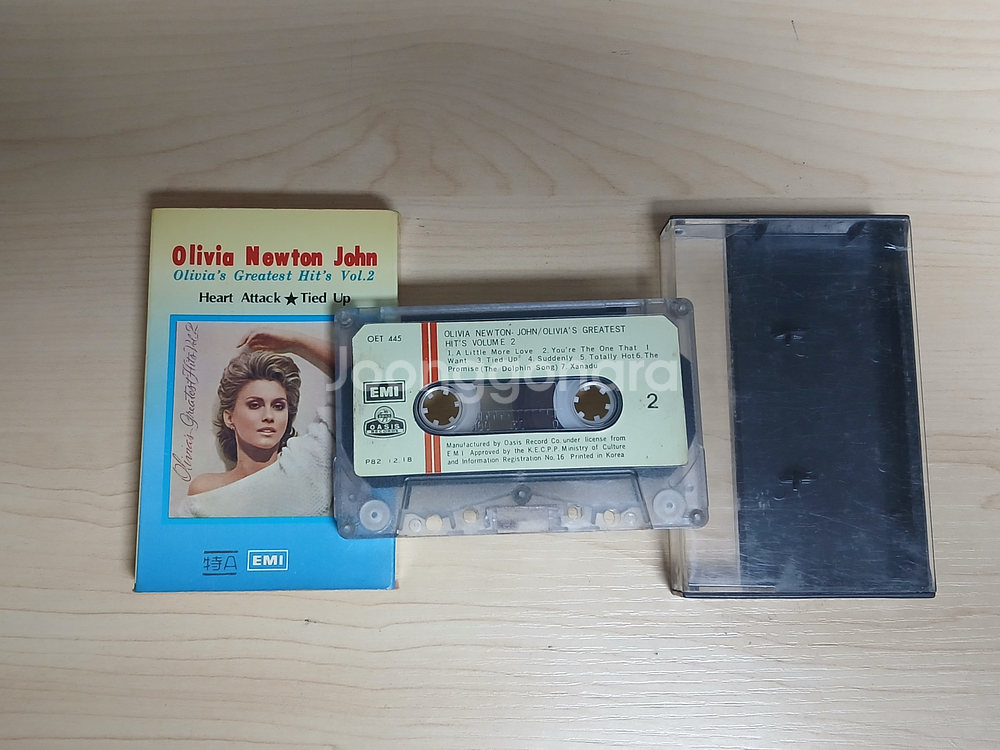 Olivia Newton John
Olivia's Greatest Hit's Vol.2
Heart Attack ★ Tied Up
Olivia's Greatest Hits Vol. 2
特A EMI
OET 445
OLIVIA NEWTON-JOHN/OLIVIA'S GREATEST
HIT'S VOLUME 2
1. A Little More Love 2. You're The One That I
Want 3. Tied Up 4. Suddenly 5. Totally Hot 6. The
Promise (The Dolphin Song) 7. Xanadu
EMI
OASIS
RECORDS
2
Manufactured by Oasis Record Co. under license from
E M I Approved by the K.E.C.P.P. Ministry of Culture
and Information Registration No. 16 Printed in Korea
P82. 12. 18
Joonggonara